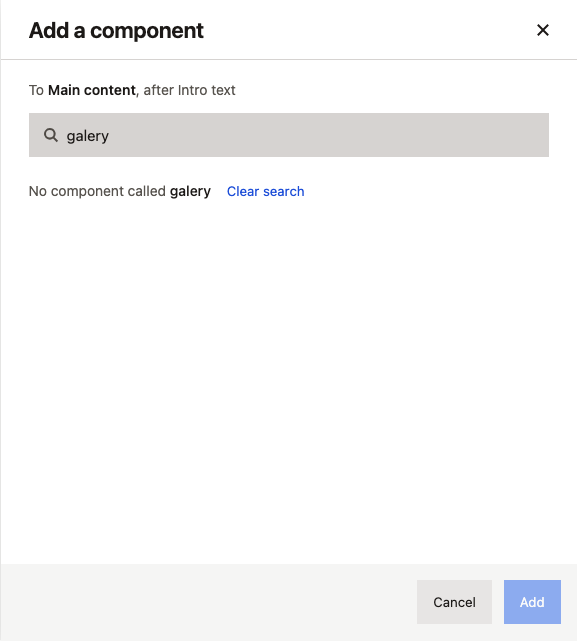 Add a component
To Main content, after Intro text
galery
No component called galery Clear search
Cancel Add